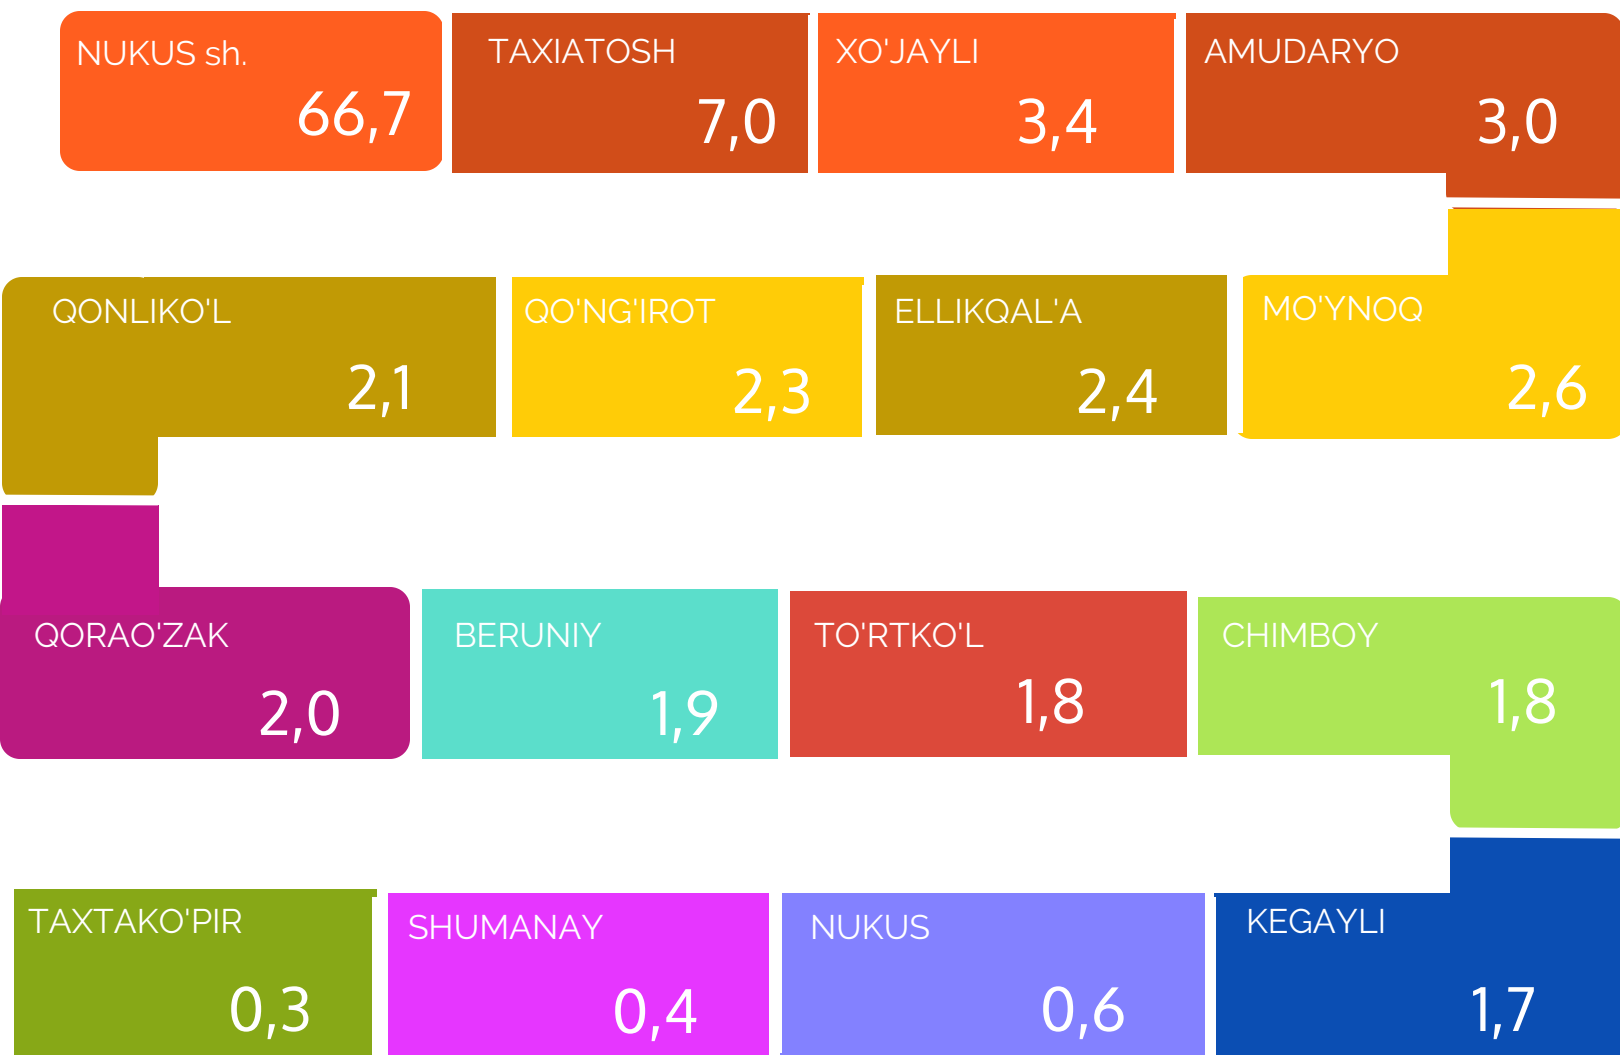 NUKUS sh.
66,7
TAXIATOSH
7,0
XO'JAYLI
3,4
AMUDARYO
3,0
QONLIKO'L
2,1
QO'NG'IROT
2,3
ELLIKQAL'A
2,4
MO'YNOQ
2,6
QORAO'ZAK
2,0
BERUNIY
1,9
TO'RTKO'L
1,8
CHIMBOY
1,8
TAXTAKO'PIR
0,3
SHUMANAY
0,4
NUKUS
0,6
KEGAYLI
1,7